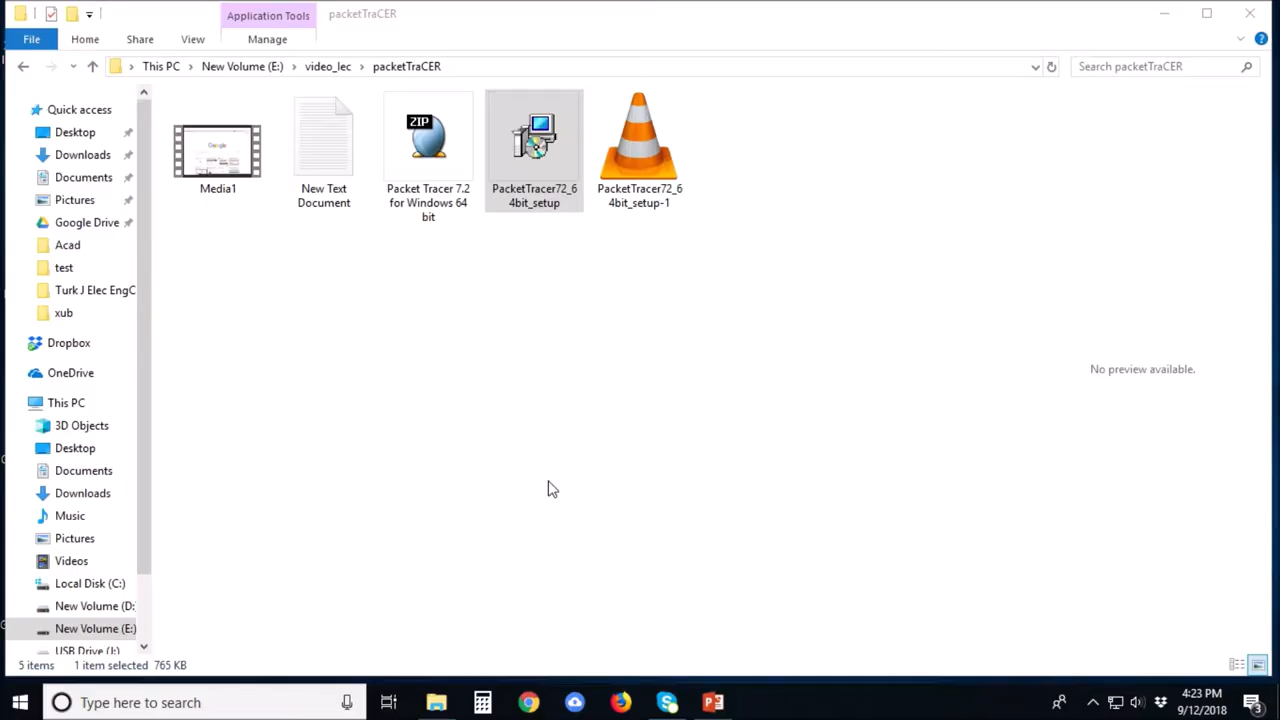 Application Tools
packetTraCER
File
Home
Share
View
Manage
This PC
New Volume (E:)
video_lec
packetTraCER
Search packetTraCER
Quick access
Desktop
Downloads
Documents
Pictures
Google Drive
Acad
test
Turk J Elec EngC
xub
Dropbox
OneDrive
This PC
3D Objects
Desktop
Documents
Downloads
Music
Pictures
Videos
Local Disk (C:)
New Volume (D:
New Volume (E:)
USB Drive (I:)
Google
Media1
New Text
Document
ZIP
Packet Tracer 7.2
for Windows 64
bit
PacketTracer72_6
4bit_setup
PacketTracer72_6
4bit_setup-1
No preview available.
5 items
1 item selected 765 KB
Type here to search
4:23 PM
9/12/2018
3